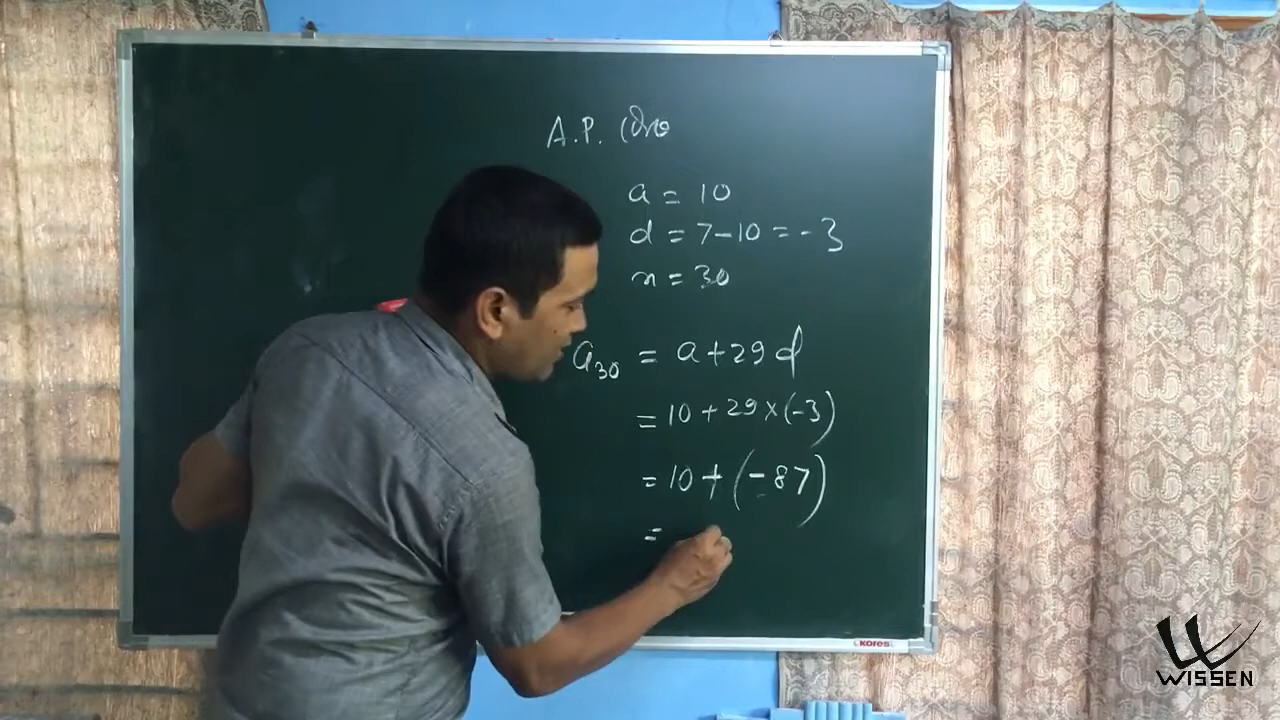 A.P.
a = 10
d = 7-10 = -3
n = 30
a₃₀ = a+29d
= 10 + 29×(-3)
= 10 + (-87)
=
KORES
WISSEN